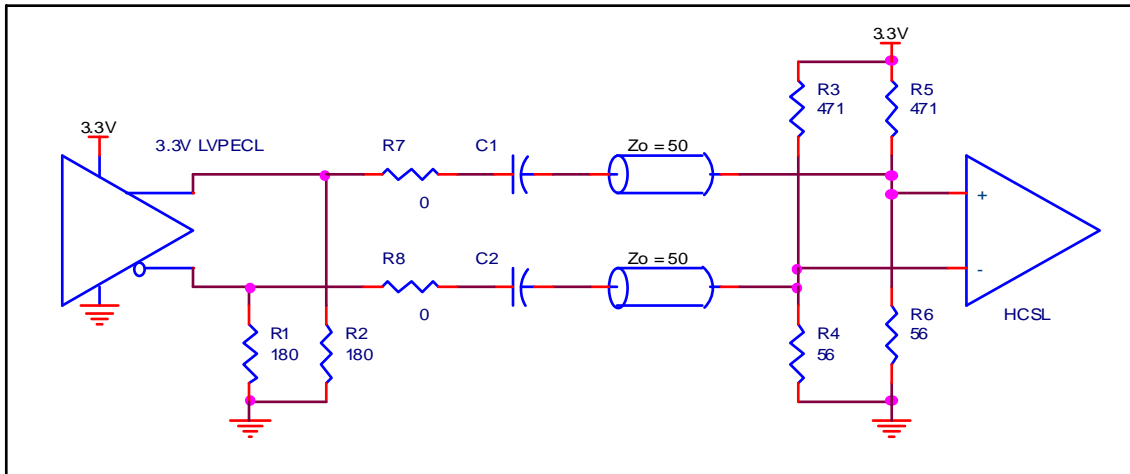 3.3V
R3
471
R5
471
3.3V
3.3V LVPECL
R7
0
C1
Zo = 50
+
R8
0
C2
Zo = 50
-
HCSL
R1
180
R2
180
R4
56
R6
56